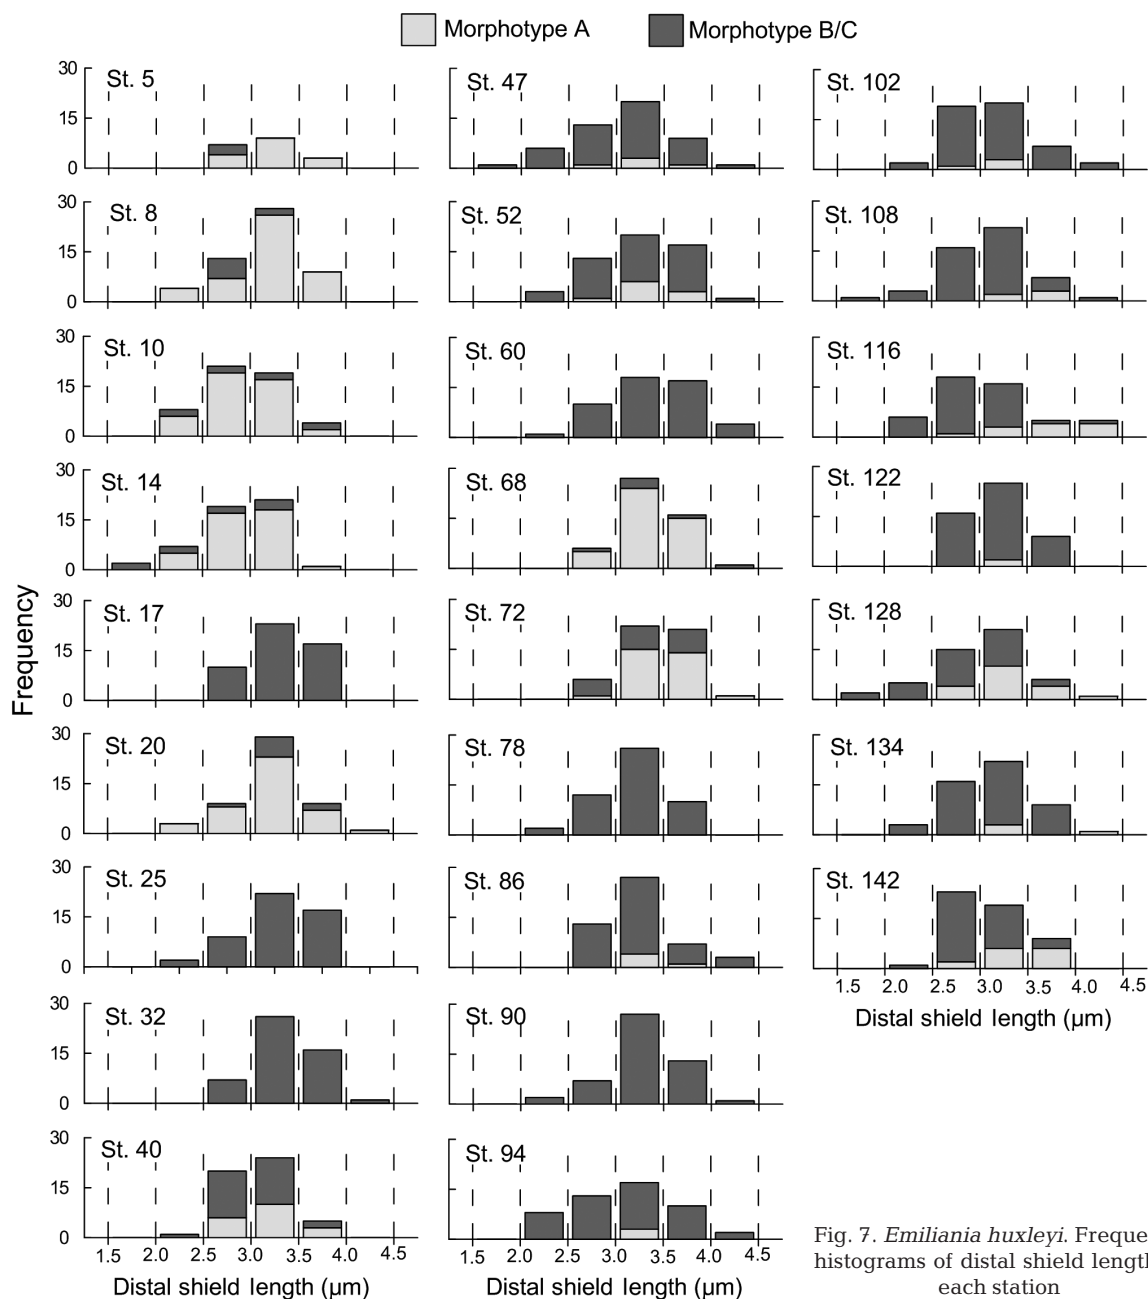 Morphotype A
Morphotype B/C
St. 5
30
15
0
St. 8
30
15
0
St. 10
30
15
0
St. 14
30
15
0
St. 17
30
15
0
St. 20
30
15
0
St. 25
30
15
0
St. 32
30
15
0
St. 40
30
15
0
Frequency
1.5 2.0 2.5 3.0 3.5 4.0 4.5
Distal shield length (μm)
St. 47
St. 52
St. 60
St. 68
St. 72
St. 78
St. 86
St. 90
St. 94
1.5 2.0 2.5 3.0 3.5 4.0 4.5
Distal shield length (μm)
St. 102
St. 108
St. 116
St. 122
St. 128
St. 134
St. 142
1.5 2.0 2.5 3.0 3.5 4.0 4.5
Distal shield length (μm)
Fig. 7. Emiliania huxleyi. Freque
histograms of distal shield length
each station